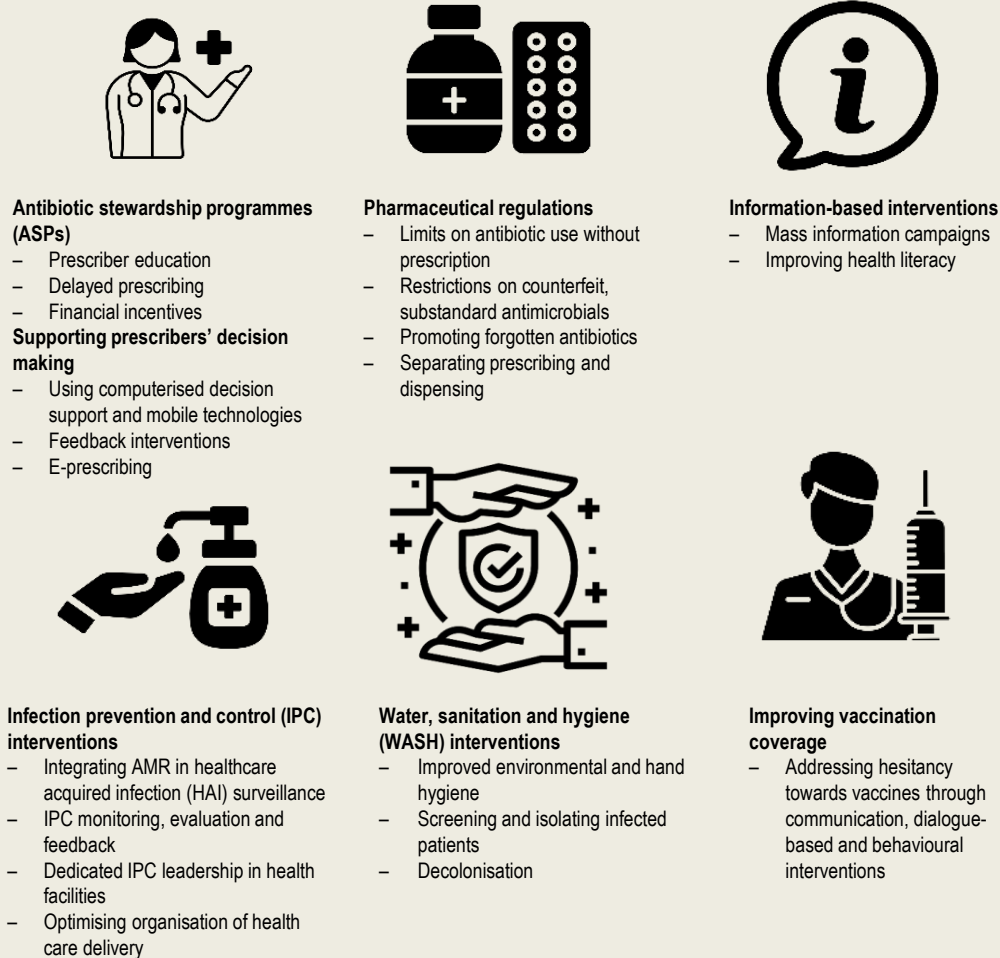 Antibiotic stewardship programmes
(ASPs)
– Prescriber education
– Delayed prescribing
– Financial incentives
Supporting prescribers’ decision
making
– Using computerised decision
support and mobile technologies
– Feedback interventions
– E-prescribing
Pharmaceutical regulations
– Limits on antibiotic use without
prescription
– Restrictions on counterfeit,
substandard antimicrobials
– Promoting forgotten antibiotics
– Separating prescribing and
dispensing
Information-based interventions
– Mass information campaigns
– Improving health literacy
Infection prevention and control (IPC)
interventions
– Integrating AMR in healthcare
acquired infection (HAI) surveillance
– IPC monitoring, evaluation and
feedback
– Dedicated IPC leadership in health
facilities
– Optimising organisation of health
care delivery
Water, sanitation and hygiene
(WASH) interventions
– Improved environmental and hand
hygiene
– Screening and isolating infected
patients
– Decolonisation
Improving vaccination
coverage
– Addressing hesitancy
towards vaccines through
communication, dialogue-
based and behavioural
interventions